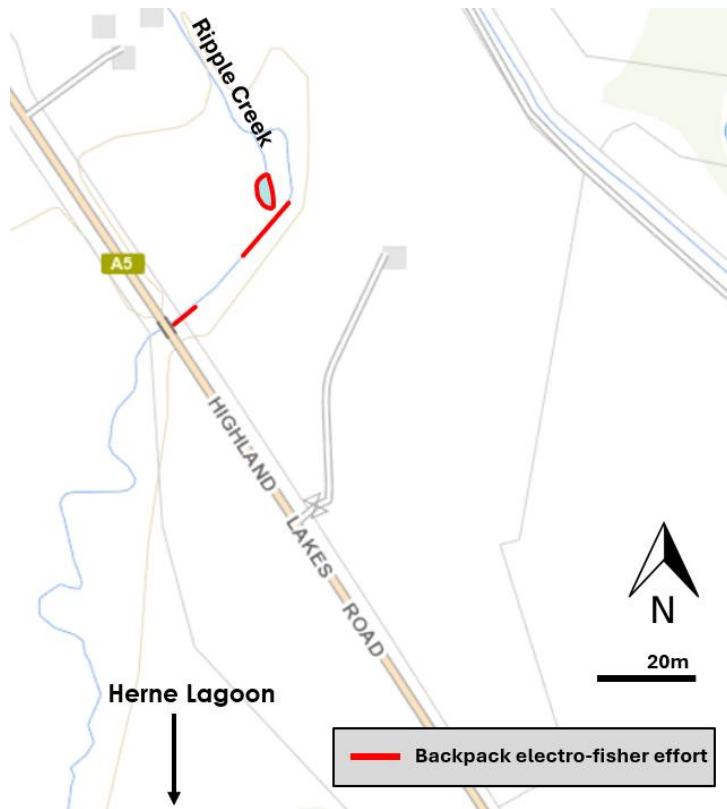 Ripple Creek
A5
HIGHLAND LAKES ROAD
N
20m
Herne Lagoon
Backpack electro-fisher effort